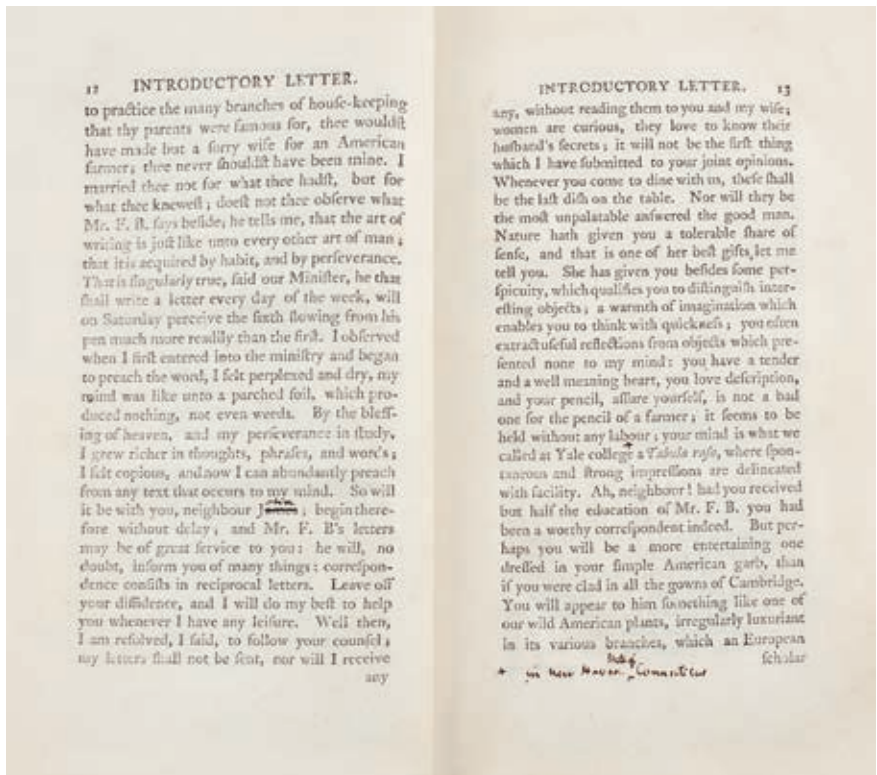 12 INTRODUCTORY LETTER.
to practice the many branches of houſe-keeping
that thy parents were famous for, thee wouldſt
have made but a ſorry wife for an American
farmer; thee never ſhouldſt have been mine. I
married thee not for what thee hadſt, but for
what thee kneweſt; doeſt not thee obſerve what
Mr. F. B. ſays beſide; he tells me, that the art of
writing is juſt like unto every other art of man;
that it is acquired by habit, and by perſeverance.
That is ſingularly true, ſaid our Miniſter, he that
ſhall write a letter every day of the week, will
on Saturday perceive the ſixth flowing from his
pen much more readily than the firſt. I obſerved
when I firſt entered into the miniſtry and began
to preach the word, I felt perplexed and dry, my
mind was like unto a parched ſoil, which pro-
duced nothing, not even weeds. By the bleſſ-
ing of heaven, and my perſeverance in ſtudy,
I grew richer in thoughts, phraſes, and words;
I felt copious, and now I can abundantly preach
from any text that occurs to my mind. So will
it be with you, neighbour J ; begin there-
fore without delay; and Mr. F. B's letters
may be of great ſervice to you: he will, no
doubt, inform you of many things: correſpon-
dence conſiſts in reciprocal letters. Leave off
your diffidence, and I will do my beſt to help
you whenever I have any leiſure. Well then,
I am reſolved, I ſaid, to follow your counſel;
my letters ſhall not be ſent, nor will I receive
any
INTRODUCTORY LETTER. 13
any, without reading them to you and my wife;
women are curious, they love to know their
huſband's ſecrets; it will not be the firſt thing
which I have ſubmitted to your joint opinions.
Whenever you come to dine with us, theſe ſhall
be the laſt diſh on the table. Nor will they be
the moſt unpalatable anſwered the good man.
Nature hath given you a tolerable ſhare of
ſenſe, and that is one of her beſt gifts, let me
tell you. She has given you beſides ſome per-
ſpicuity, which qualifies you to diſtinguiſh inter-
eſting objects; a warmth of imagination which
enables you to think with quickneſs; you often
extract uſeful reflections from objects which pre-
ſented none to my mind: you have a tender
and a well meaning heart, you love deſcription,
and your pencil, aſſure yourſelf, is not a bad
one for the pencil of a farmer; it ſeems to be
held without any labour; your mind is what we
called at Yale college a Tabula raſa, where ſpon-
taneous and ſtrong impreſſions are delineated
with facility. Ah, neighbour! had you received
but half the education of Mr. F. B. you had
been a worthy correſpondent indeed. But per-
haps you will be a more entertaining one
dreſſed in your ſimple American garb, than
if you were clad in all the gowns of Cambridge.
You will appear to him ſomething like one of
our wild American plants, irregularly luxuriant
in its various branches, which an European
ſcholar
+ in New Haven, Connecticut